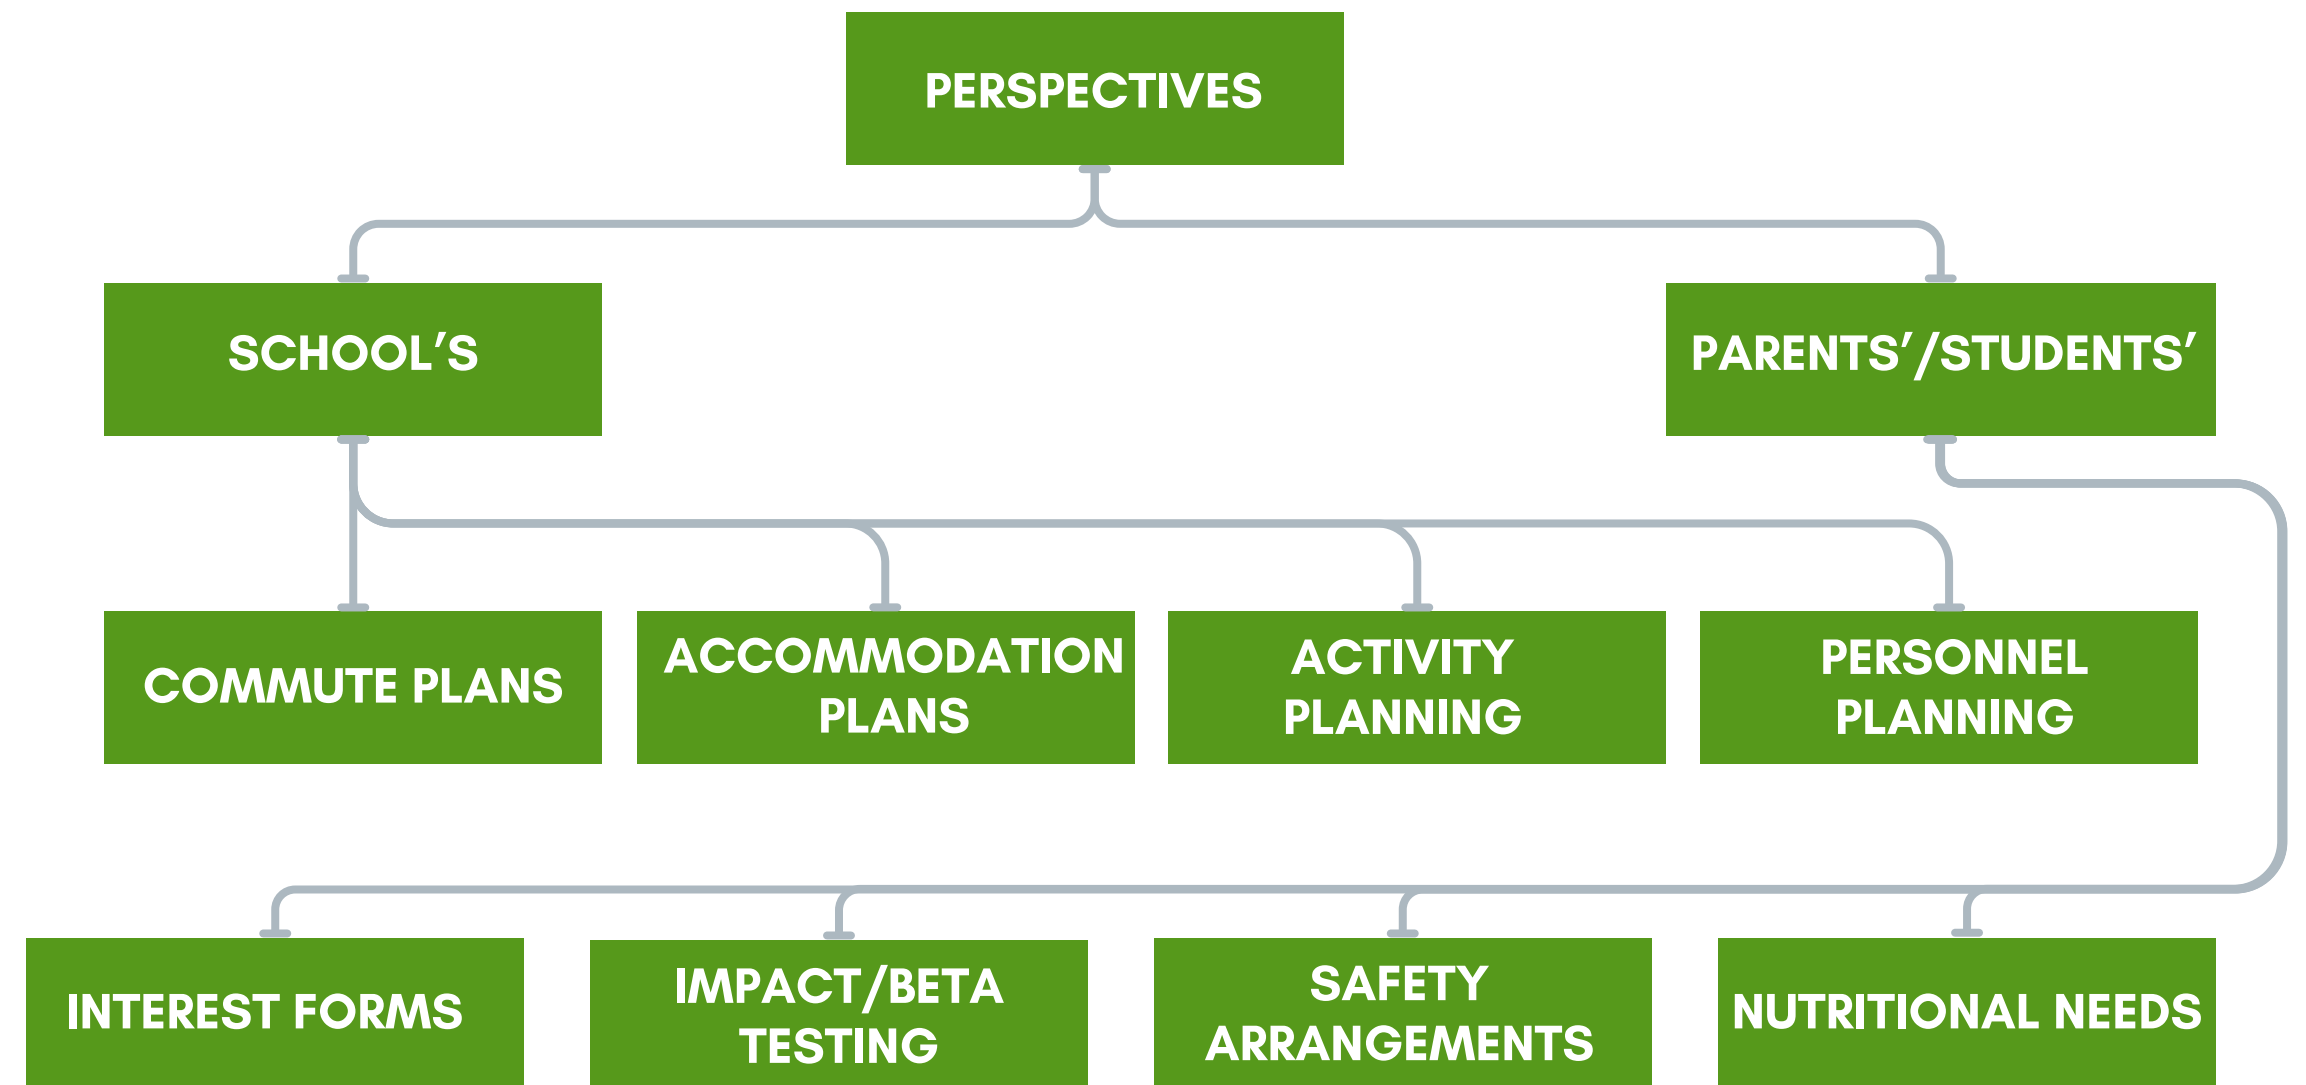 PERSPECTIVES
SCHOOL'S
PARENTS'/STUDENTS'
COMMUTE PLANS
ACCOMMODATION
PLANS
ACTIVITY
PLANNING
PERSONNEL
PLANNING
INTEREST FORMS
IMPACT/BETA
TESTING
SAFETY
ARRANGEMENTS
NUTRITIONAL NEEDS